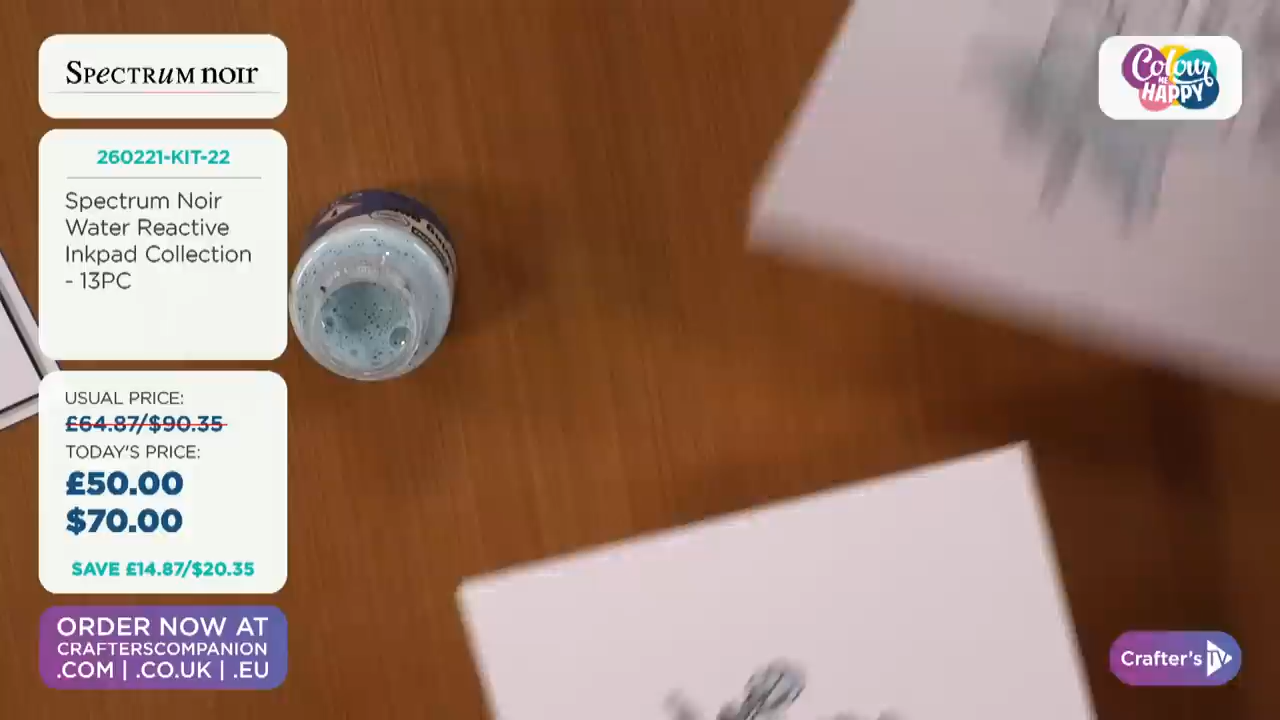 SPECTRUM NOIR
260221-KIT-22
Spectrum Noir
Water Reactive
Inkpad Collection
- 13PC
USUAL PRICE:
£64.87/$90.35
TODAY'S PRICE:
£50.00
$70.00
SAVE £14.87/$20.35
ORDER NOW AT
CRAFTERSCOMPANION
.COM | .CO.UK | .EU
Colour
ME
HAPPY
Crafter's TV